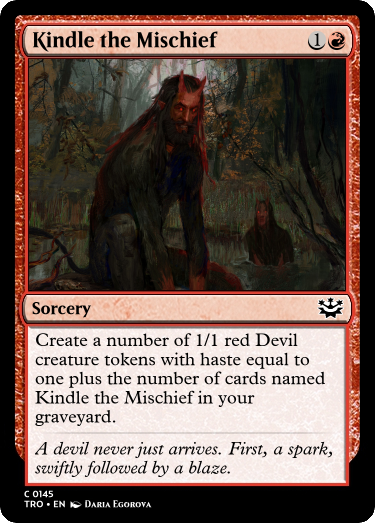 Kindle the Mischief
1
Sorcery
Create a number of 1/1 red Devil
creature tokens with haste equal to
one plus the number of cards named
Kindle the Mischief in your
graveyard.
A devil never just arrives. First, a spark,
swiftly followed by a blaze.
C 0145
TRO • EN Daria Egorova